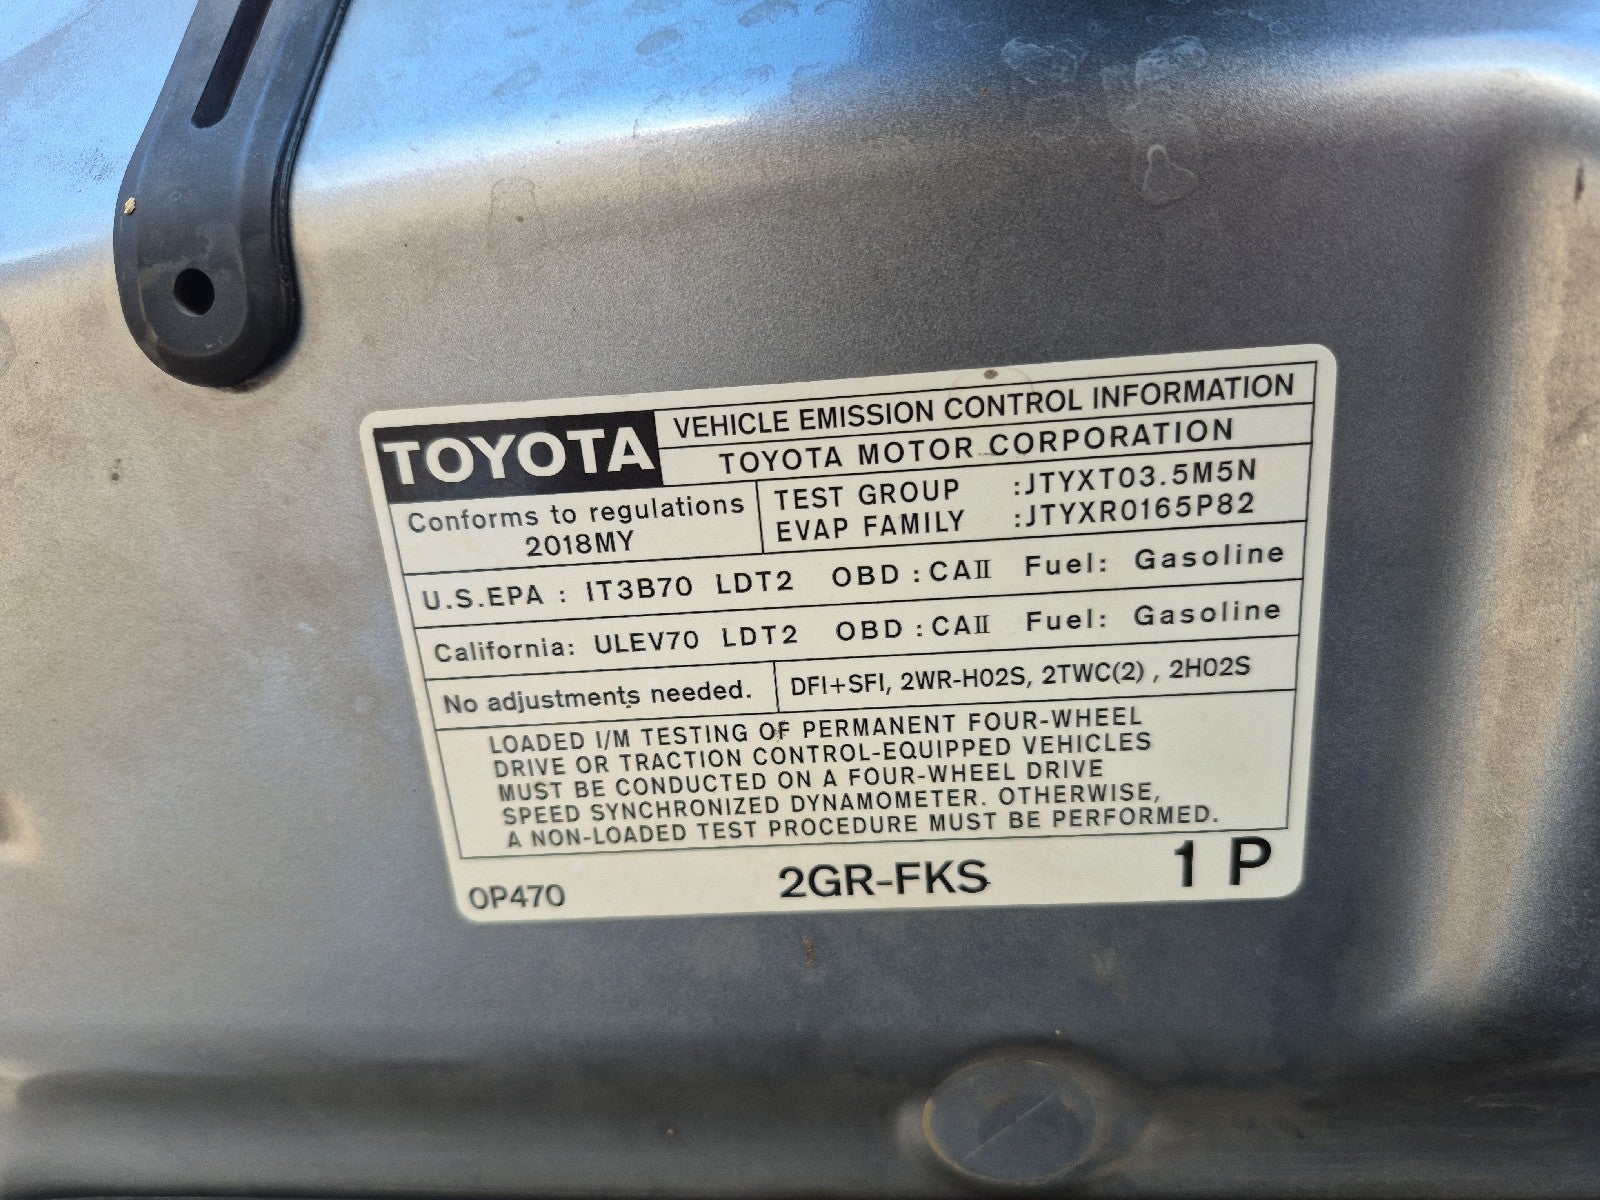 TOYOTA
VEHICLE EMISSION CONTROL INFORMATION
TOYOTA MOTOR CORPORATION
Conforms to regulations
2018MY
TEST GROUP :JTYXT03.5M5N
EVAP FAMILY :JTYXR0165P82
U.S.EPA : IT3B70 LDT2 OBD : CAⅡ Fuel: Gasoline
California: ULEV70 LDT2 OBD : CAⅡ Fuel: Gasoline
No adjustments needed.
DFI+SFI, 2WR-HO2S, 2TWC(2) , 2HO2S
LOADED I/M TESTING OF PERMANENT FOUR-WHEEL
DRIVE OR TRACTION CONTROL-EQUIPPED VEHICLES
MUST BE CONDUCTED ON A FOUR-WHEEL DRIVE
SPEED SYNCHRONIZED DYNAMOMETER. OTHERWISE,
A NON-LOADED TEST PROCEDURE MUST BE PERFORMED.
0P470
2GR-FKS
1 P